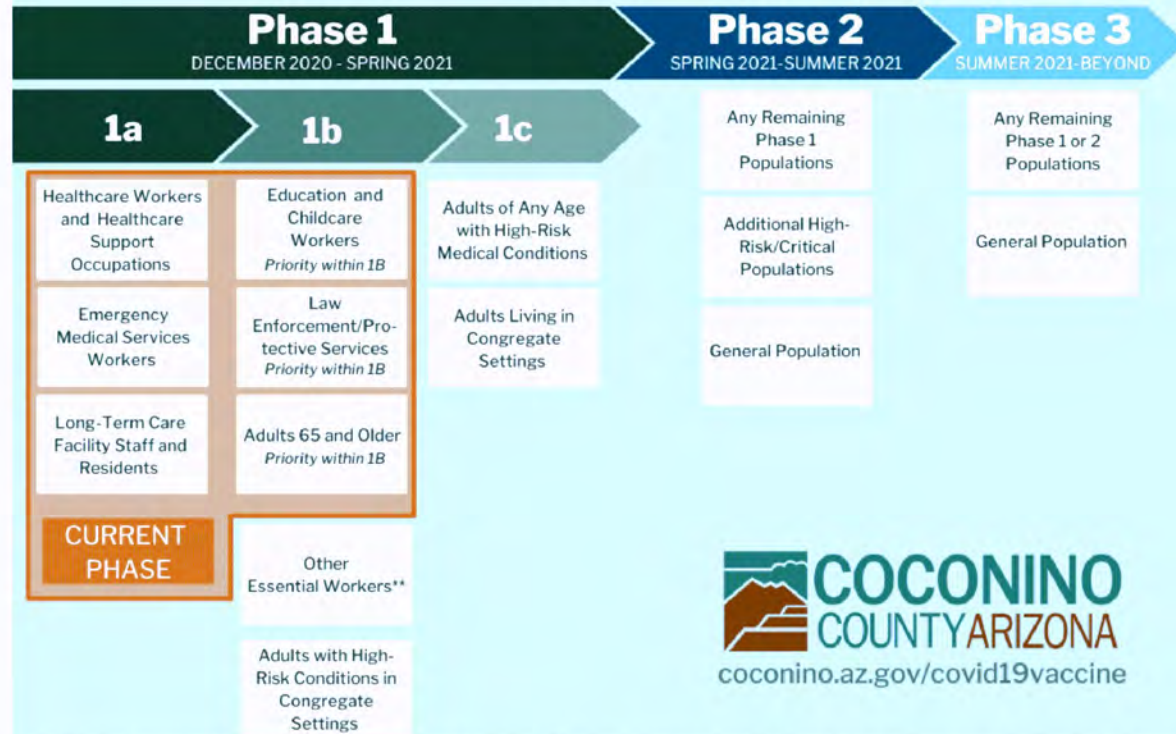 Phase 1
DECEMBER 2020 - SPRING 2021
Phase 2
SPRING 2021-SUMMER 2021
Phase 3
SUMMER 2021-BEYOND
1a
1b
1c
Healthcare Workers
and Healthcare
Support
Occupations
Emergency
Medical Services
Workers
Long-Term Care
Facility Staff and
Residents
CURRENT
PHASE
Education and
Childcare
Workers
Priority within 1B
Law
Enforcement/Pro-
tective Services
Priority within 1B
Adults 65 and Older
Priority within 1B
Other
Essential Workers**
Adults with High-
Risk Conditions in
Congregate
Settings
Adults of Any Age
with High-Risk
Medical Conditions
Adults Living in
Congregate
Settings
Any Remaining
Phase 1
Populations
Additional High-
Risk/Critical
Populations
General Population
Any Remaining
Phase 1 or 2
Populations
General Population
COCONINO
COUNTY ARIZONA
coconino.az.gov/covid19vaccine